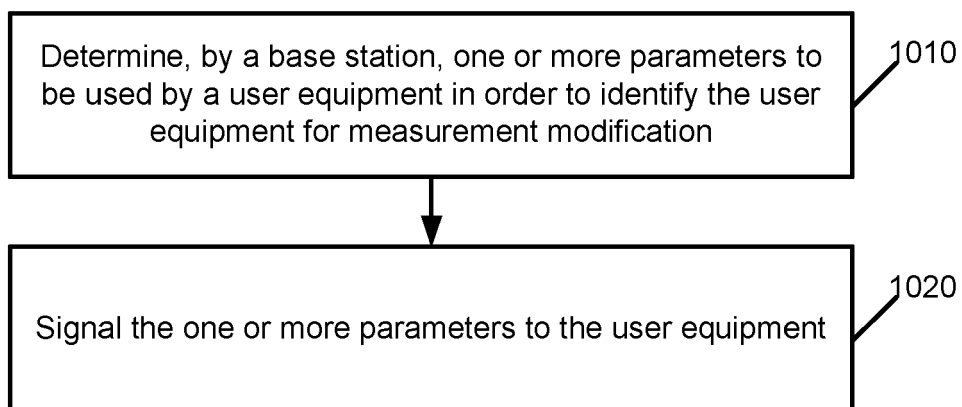 Determine, by a base station, one or more parameters to
be used by a user equipment in order to identify the user
equipment for measurement modification
1010
Signal the one or more parameters to the user equipment
1020